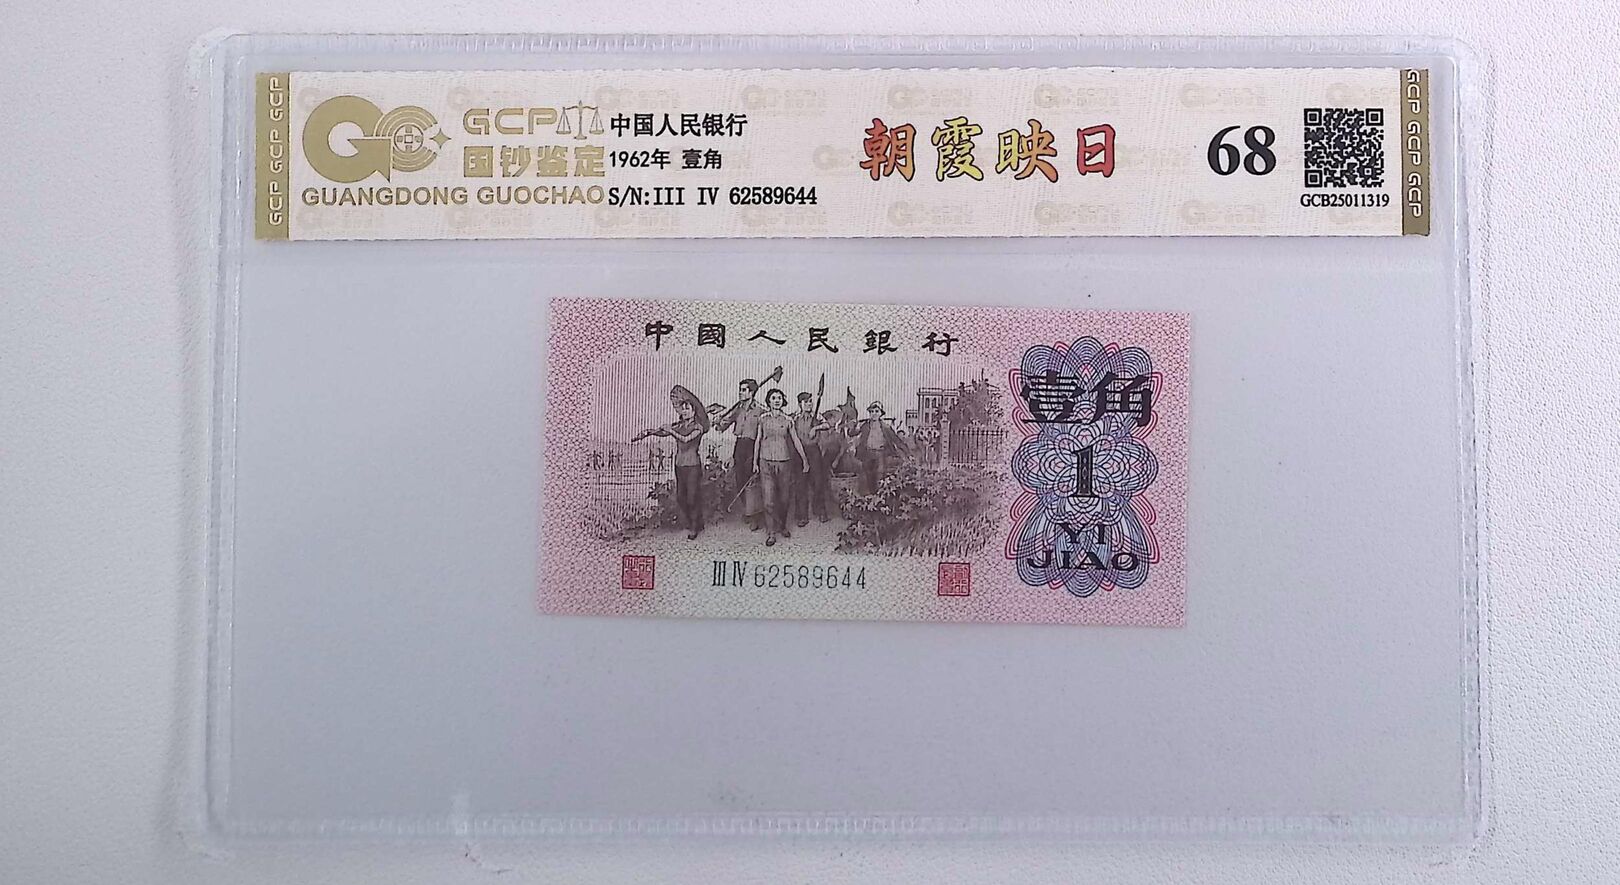 GCP GCP GCP
GCP
国钞鉴定
GUANGDONG GUOCHAO
中国人民银行
1962年 壹角
S/N:III IV 62589644
朝霞映日
68
GCB25011319
GCP GCP GCP
中國人民銀行
壹角
1
YI
JIAO
III IV 62589644